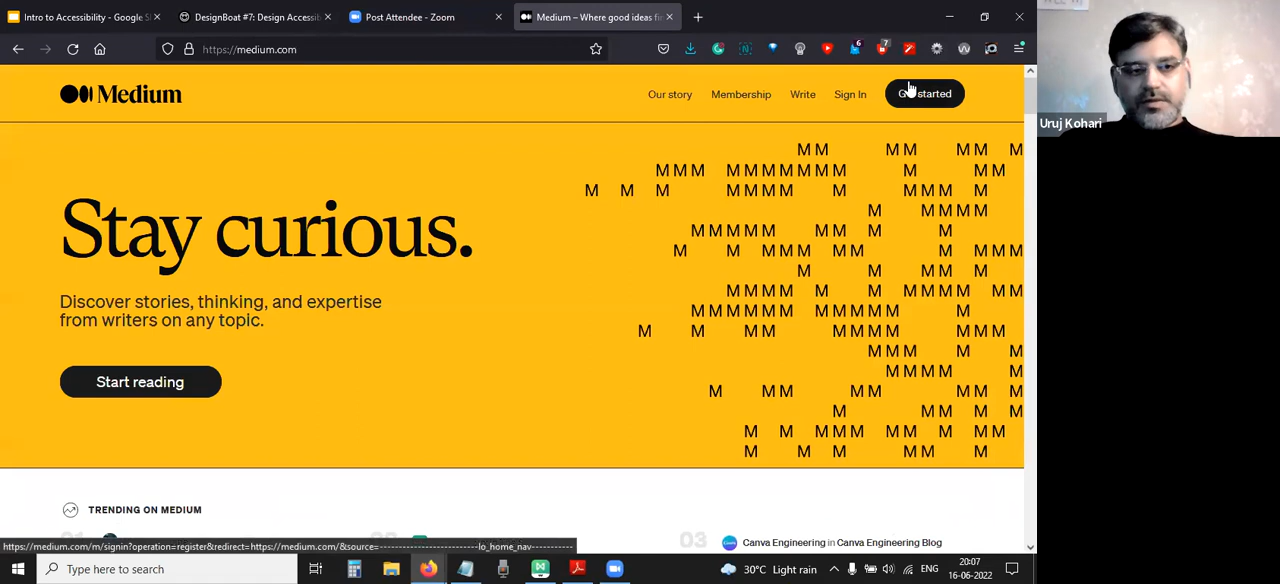 Intro to Accessibility - Google Sl
DesignBoat #7: Design Accessib
Post Attendee - Zoom
Medium – Where good ideas fi
https://medium.com
6
7
Medium
Our story
Membership
Write
Sign In
started
Uruj Kohari
Stay curious.
Discover stories, thinking, and expertise
from writers on any topic.
Start reading
M M M M M M M
M M M M M M M M M M M M M
M M M M M M M M M M M M
M M M M M
M M M M M M M M M
M M M M M M M M M M
M M M M M
M M M M M M M M M M M M
M M M M M M M M M M M
M M M M M M M M M M M
M M M M M
M M M M M
M M M M M M M M
M M M M M
M M M M M M M M M M
M M M M M M
TRENDING ON MEDIUM
03
Canva Engineering in Canva Engineering Blog
https://medium.com/m/signin?operation=register&redirect=https://medium.com/&source=--------------------------lo_home_nav-----------
Type here to search
30°C Light rain
ENG
20:07
16-06-2022